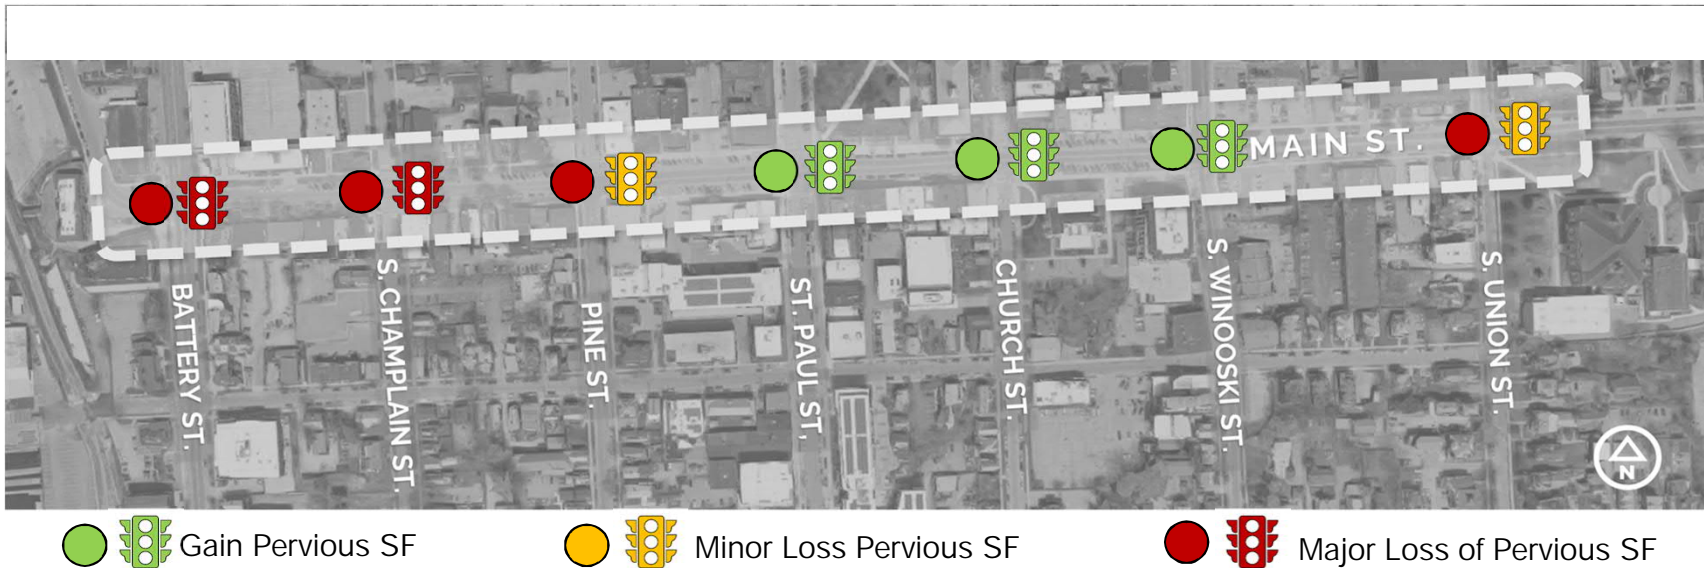 MAIN ST.
BATTERY ST.
S. CHAMPLAIN ST.
PINE ST.
ST. PAUL ST,
CHURCH ST.
S. WINOOSKI ST.
S. UNION ST.
N
Gain Pervious SF
Minor Loss Pervious SF
Major Loss of Pervious SF